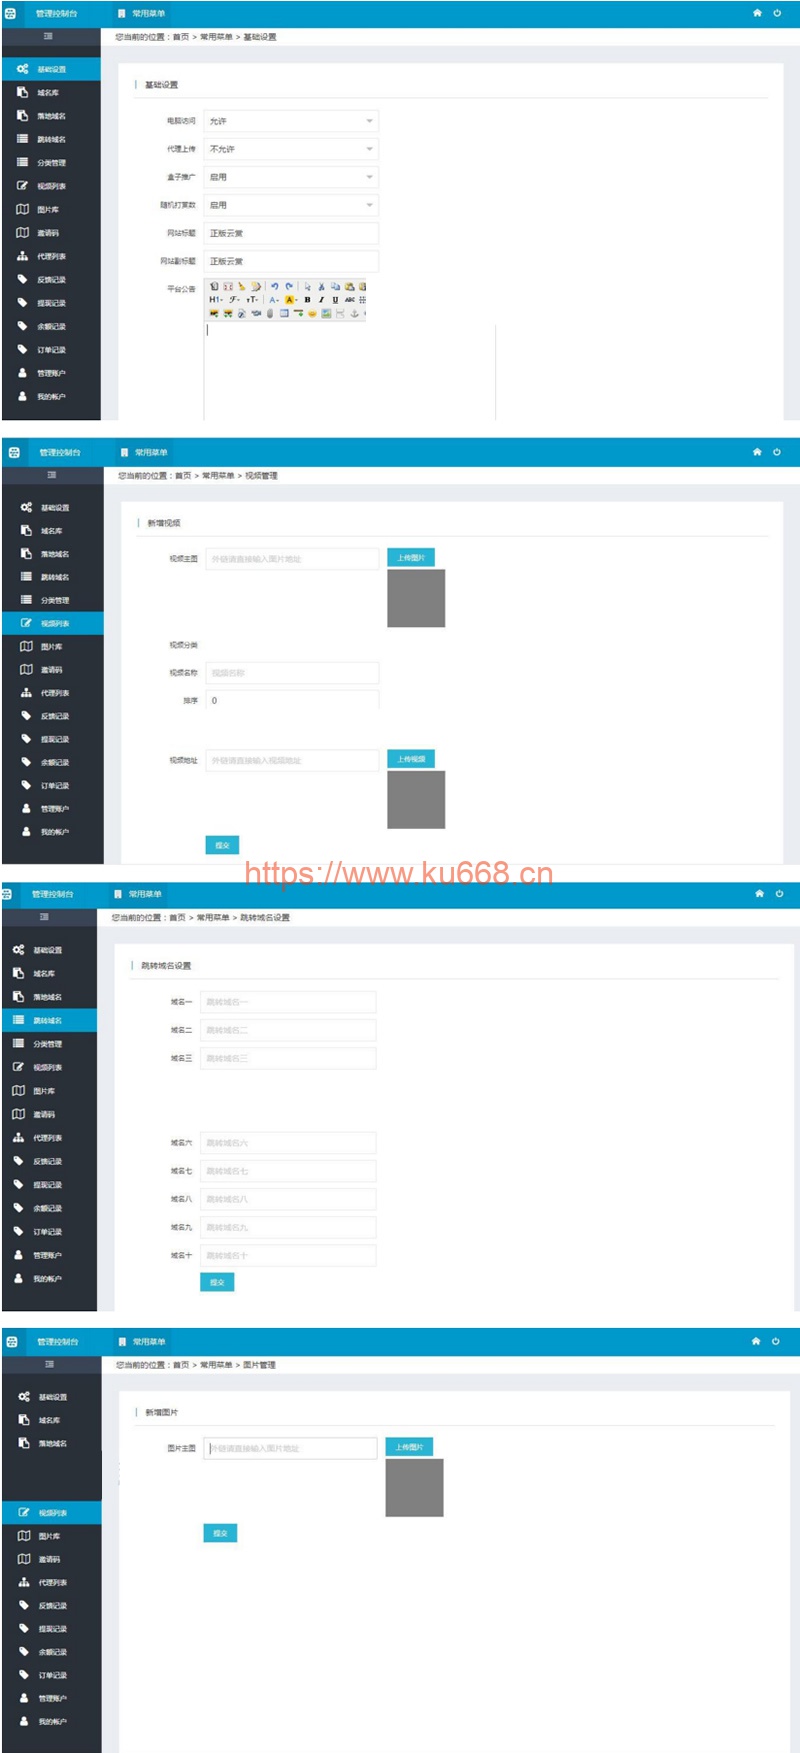 管理控制台 常用菜单
您当前的位置：首页 > 常用菜单 > 基础设置
基础设置
域名库
落地域名
跳转域名
分类管理
视频列表
图片库
邀请码
代理列表
反馈记录
提现记录
余额记录
订单记录
管理账户
我的帐户
基础设置
电脑访问 允许
代理上传 不允许
盒子推广 启用
随机打赏数 启用
网站标题 正版云赏
网站副标题 正版云赏
平台公告
管理控制台 常用菜单
您当前的位置：首页 > 常用菜单 > 视频管理
基础设置
域名库
落地域名
跳转域名
分类管理
视频列表
图片库
邀请码
代理列表
反馈记录
提现记录
余额记录
订单记录
管理账户
我的帐户
新增视频
视频主图 外链请直接输入图片地址 上传图片
视频分类
视频名称 视频名称
排序 0
视频地址 外链请直接输入视频地址 上传视频
提交
https://www.ku668.cn
管理控制台 常用菜单
您当前的位置：首页 > 常用菜单 > 跳转域名设置
基础设置
域名库
落地域名
跳转域名
分类管理
视频列表
图片库
邀请码
代理列表
反馈记录
提现记录
余额记录
订单记录
管理账户
我的帐户
跳转域名设置
域名一 跳转域名一
域名二 跳转域名二
域名三 跳转域名三
域名六 跳转域名六
域名七 跳转域名七
域名八 跳转域名八
域名九 跳转域名九
域名十 跳转域名十
提交
管理控制台 常用菜单
您当前的位置：首页 > 常用菜单 > 图片管理
基础设置
域名库
落地域名
视频列表
图片库
邀请码
代理列表
反馈记录
提现记录
余额记录
订单记录
管理账户
我的帐户
新增图片
图片主图 外链请直接输入图片地址 上传图片
提交